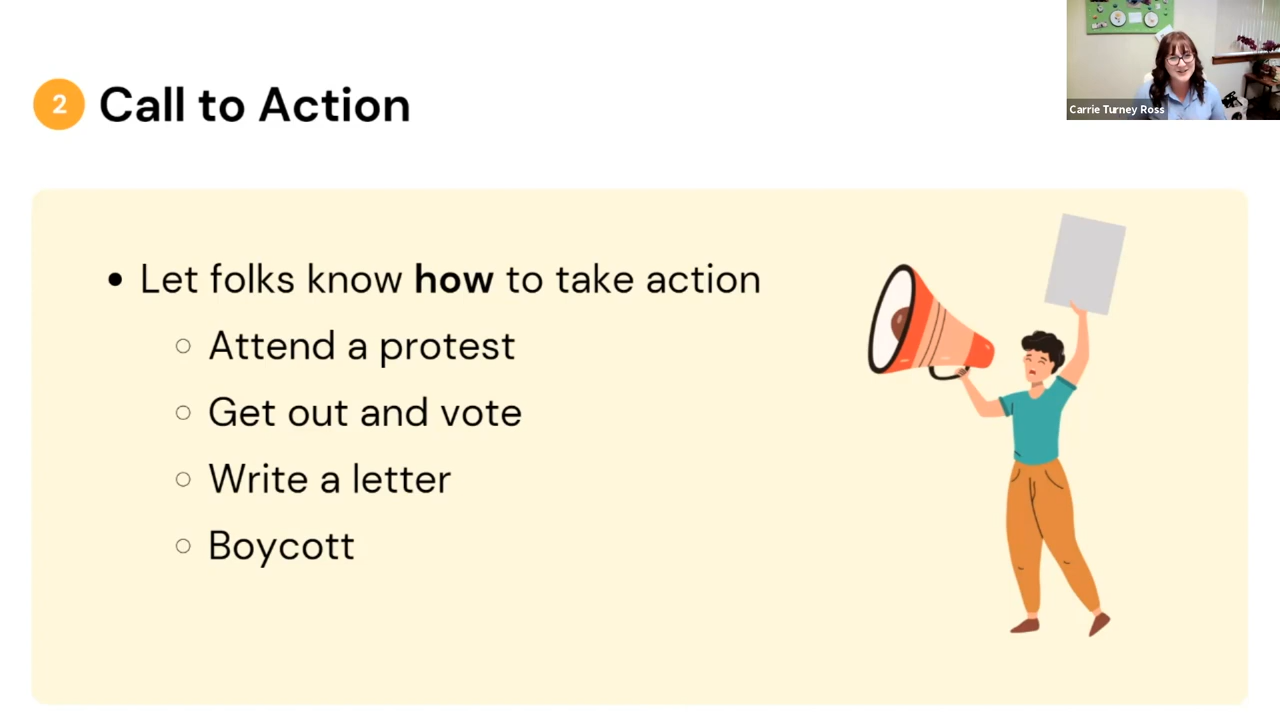 2 Call to Action
Carrie Turney Ross
• Let folks know how to take action
○ Attend a protest
○ Get out and vote
○ Write a letter
○ Boycott